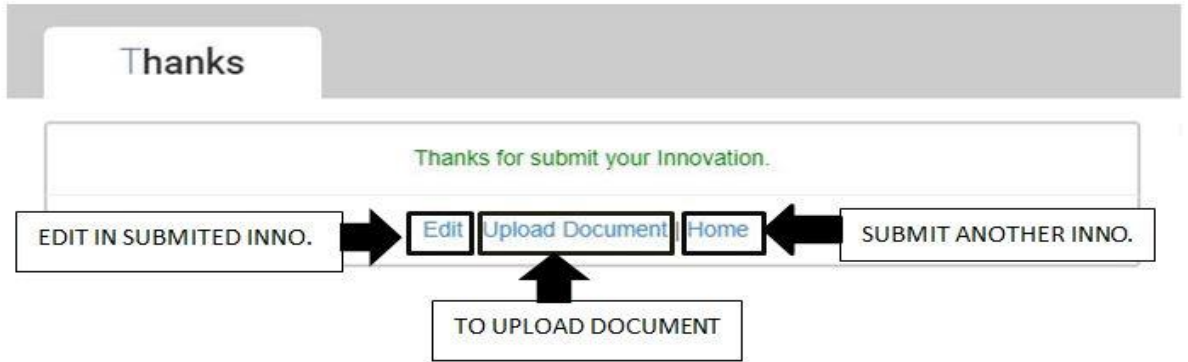 Thanks
Thanks for submit your Innovation.
EDIT IN SUBMITED INNO.
Edit | Upload Document | Home
SUBMIT ANOTHER INNO.
TO UPLOAD DOCUMENT